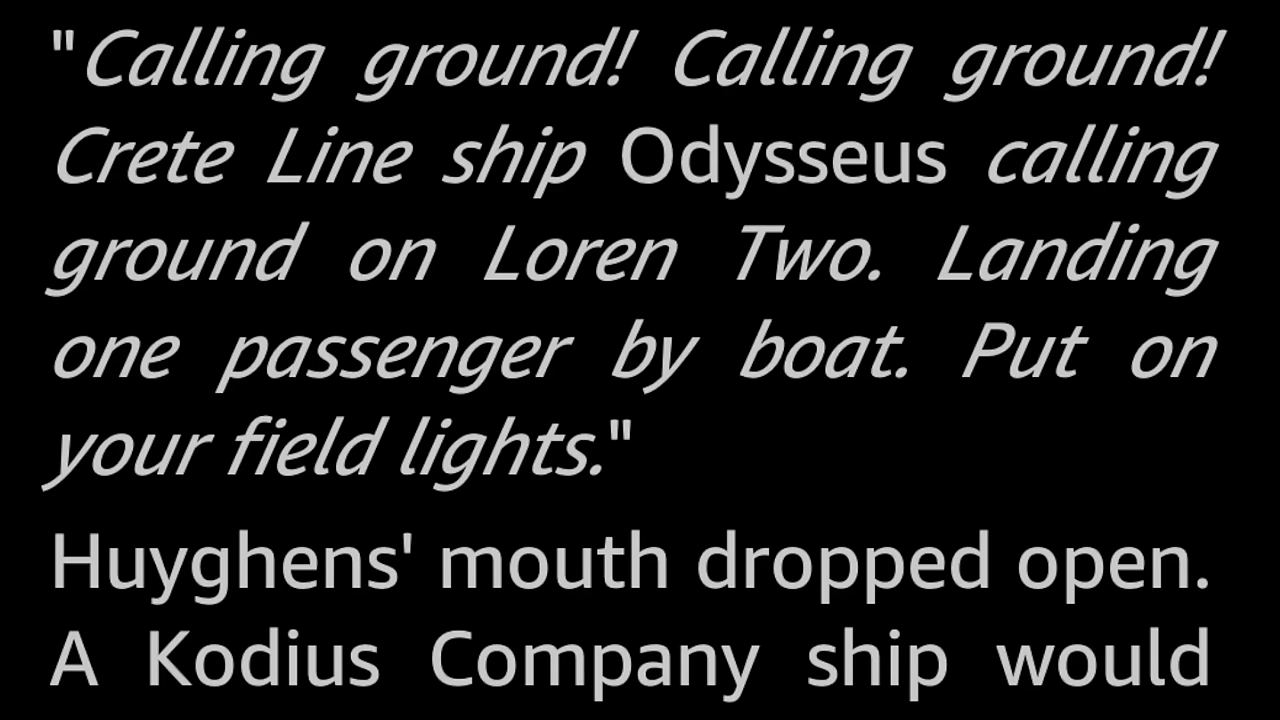 "Calling ground! Calling ground!
Crete Line ship Odysseus calling
ground on Loren Two. Landing
one passenger by boat. Put on
your field lights."
Huyghens' mouth dropped open.
A Kodius Company ship would